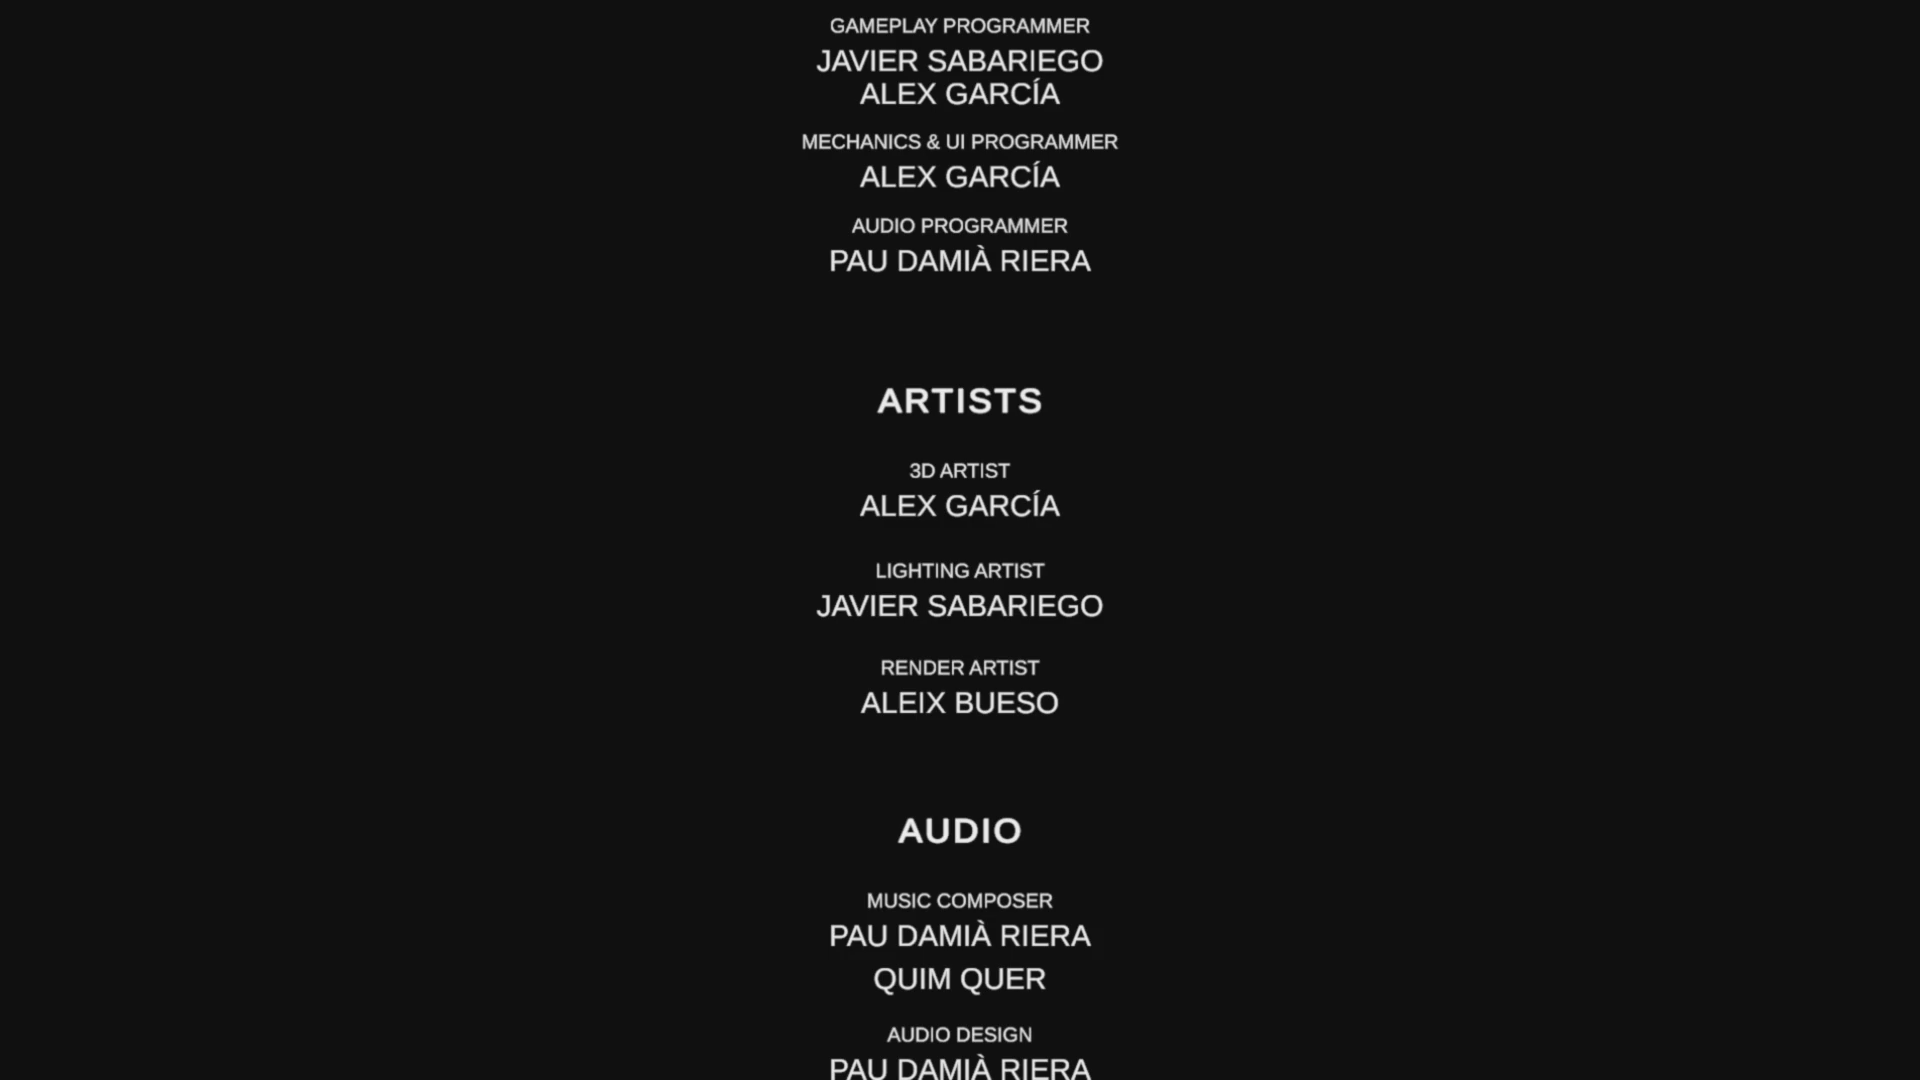 GAMEPLAY PROGRAMMER
JAVIER SABARIEGO
ALEX GARCÍA
MECHANICS & UI PROGRAMMER
ALEX GARCÍA
AUDIO PROGRAMMER
PAU DAMIÀ RIERA
ARTISTS
3D ARTIST
ALEX GARCÍA
LIGHTING ARTIST
JAVIER SABARIEGO
RENDER ARTIST
ALEIX BUESO
AUDIO
MUSIC COMPOSER
PAU DAMIÀ RIERA
QUIM QUER
AUDIO DESIGN
PAU DAMIÀ RIERA